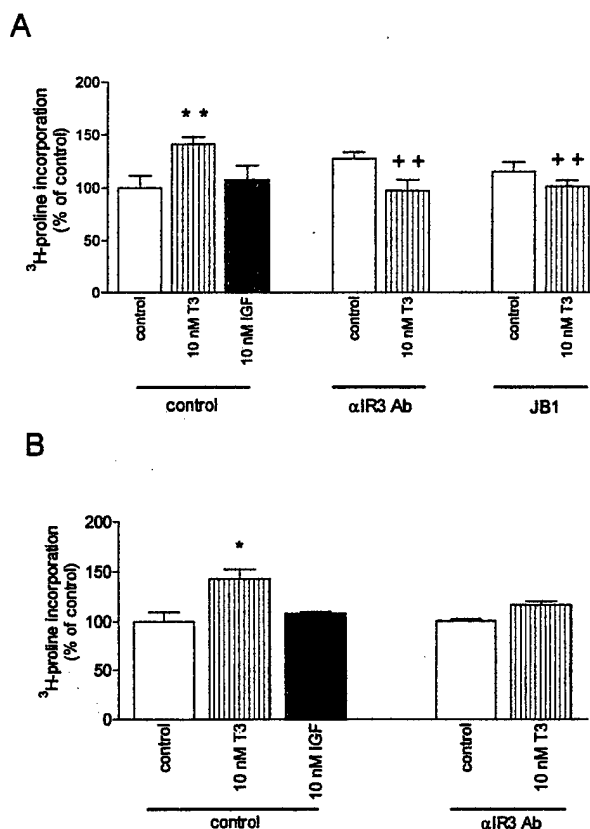 A
³H-proline incorporation
(% of control)
200
150
100
50
0
* *
+ +
+ +
control
10 nM T3
10 nM IGF
control
10 nM T3
control
10 nM T3
control
αIR3 Ab
JB1
B
³H-proline incorporation
(% of control)
200
150
100
50
0
*
control
10 nM T3
10 nM IGF
control
10 nM T3
control
αIR3 Ab